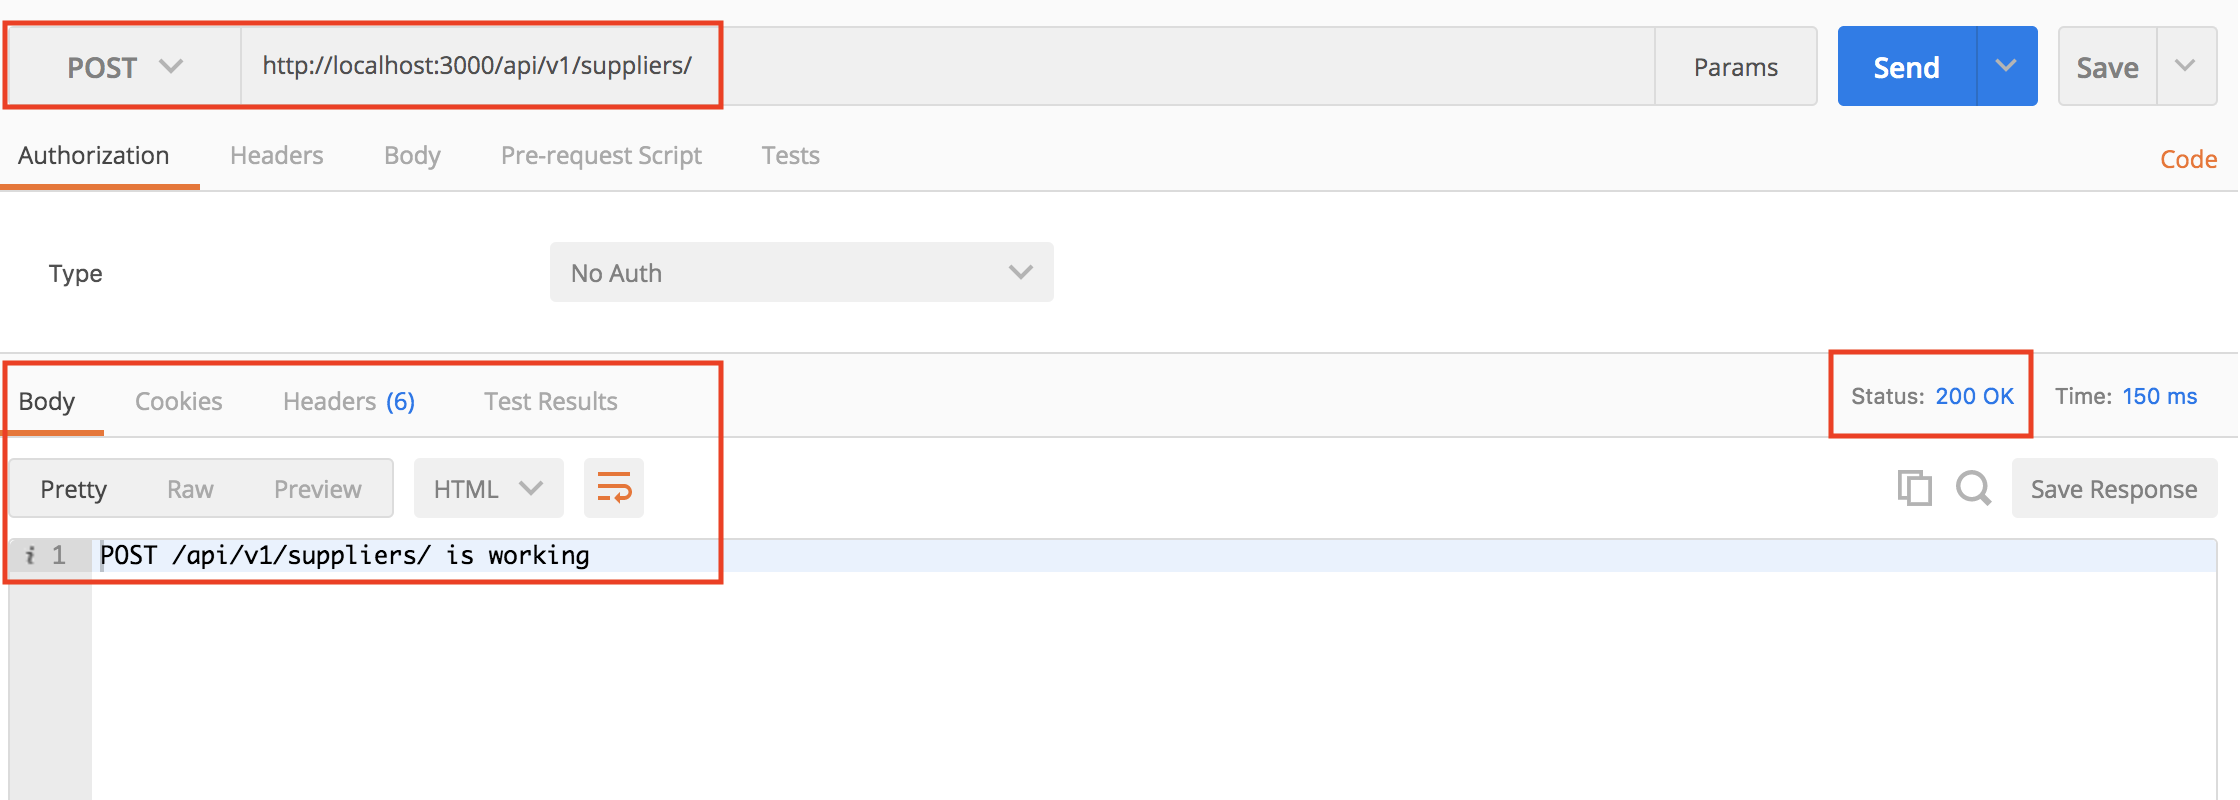 POST http://localhost:3000/api/v1/suppliers/ Params Send Save
Authorization Headers Body Pre-request Script Tests Code
Type No Auth
Body Cookies Headers (6) Test Results Status: 200 OK Time: 150 ms
Pretty Raw Preview HTML Save Response
i 1 POST /api/v1/suppliers/ is working